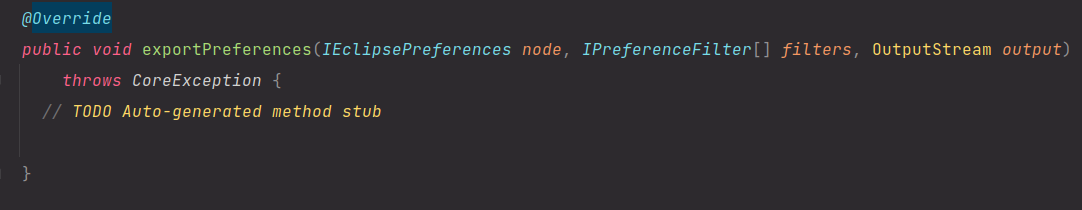 @Override
public void exportPreferences(IEclipsePreferences node, IPreferenceFilter[] filters, OutputStream output)
throws CoreException {
// TODO Auto-generated method stub
}